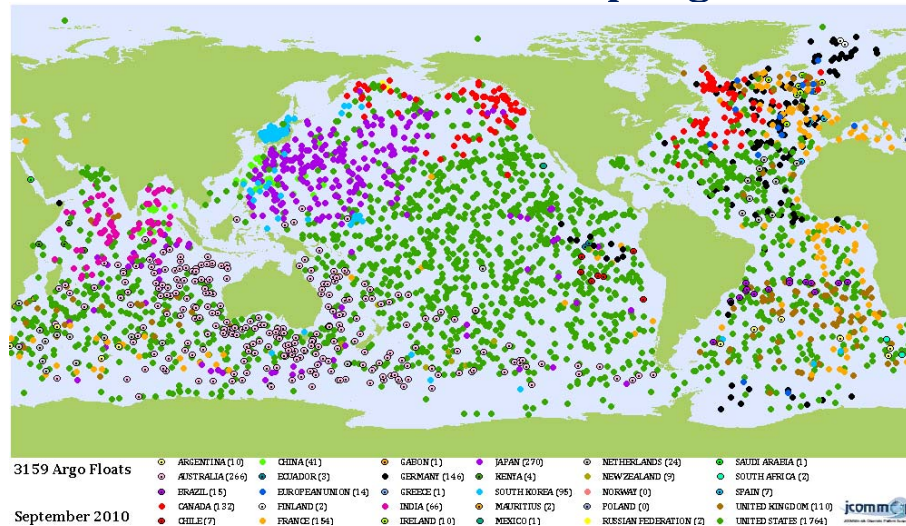 3159 Argo Floats
September 2010
ARGENTINA (10)
AUSTRALIA (266)
BRAZIL (15)
CANADA (132)
CHILE (7)
CHINA (41)
ECUADOR (3)
EUROPEAN UNION (14)
FINLAND (2)
FRANCE (154)
GABON (1)
GERMANY (146)
GREECE (1)
INDIA (66)
IRELAND (10)
JAPAN (270)
KENYA (4)
SOUTH KOREA (95)
MAURITIUS (2)
MEXICO (1)
NETHERLANDS (24)
NEW ZEALAND (9)
NORWAY (0)
POLAND (0)
RUSSIAN FEDERATION (2)
SAUDI ARABIA (1)
SOUTH AFRICA (2)
SPAIN (7)
UNITED KINGDOM (110)
UNITED STATES (1764)
jcomm